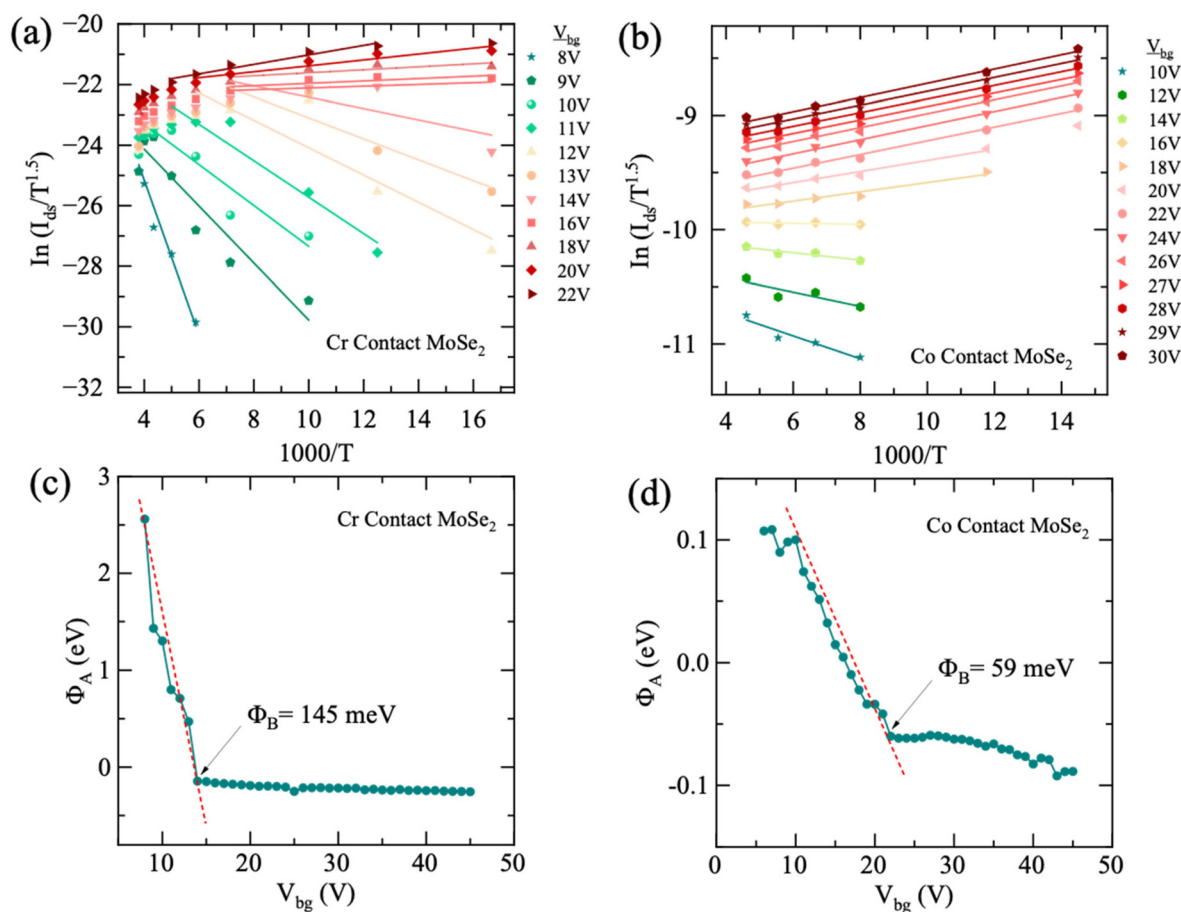 (a)
V_bg
8V
9V
10V
11V
12V
13V
14V
16V
18V
20V
22V
−20
−22
−24
−26
−28
−30
−32
ln (I_ds/T^1.5)
Cr Contact MoSe₂
4 6 8 10 12 14 16
1000/T
(b)
V_bg
10V
12V
14V
16V
18V
20V
22V
24V
26V
27V
28V
29V
30V
-9
-10
-11
ln (I_ds/T^1.5)
Co Contact MoSe₂
4 6 8 10 12 14
1000/T
(c)
Cr Contact MoSe₂
3
2
1
0
Φ_A (eV)
Φ_B= 145 meV
10 20 30 40 50
V_bg (V)
(d)
Co Contact MoSe₂
0.1
0.0
-0.1
Φ_A (eV)
Φ_B= 59 meV
0 10 20 30 40 50
V_bg (V)